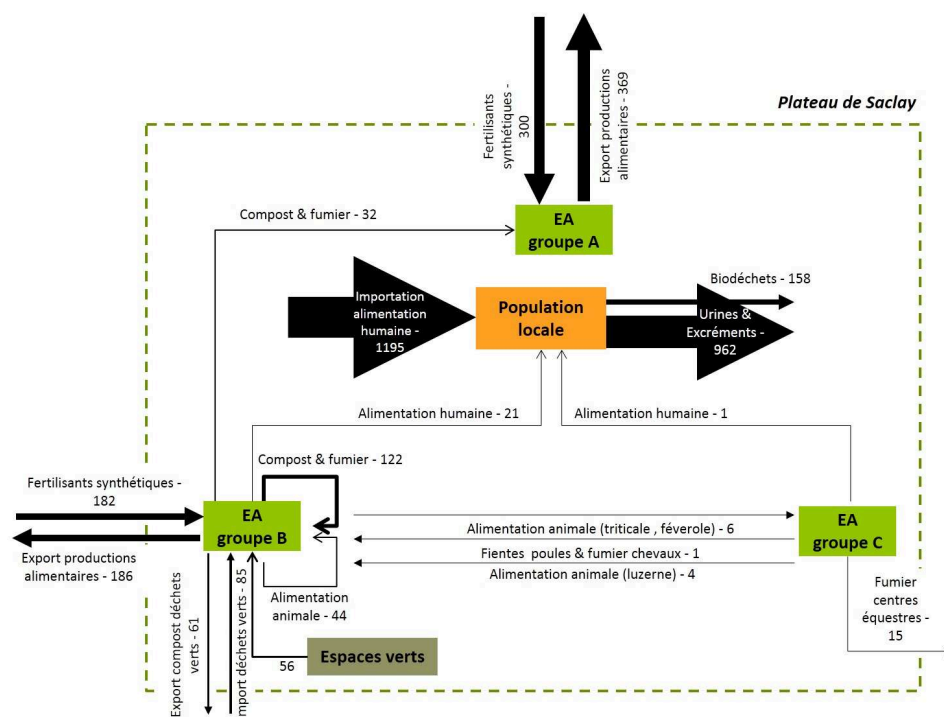 Plateau de Saclay
Fertilisants
synthétiques -
300
Export productions
alimentaires - 369
EA
groupe A
Compost & fumier - 32
Importation
alimentation
humaine -
1195
Population
locale
Biodéchets - 158
Urines &
Excréments -
962
Alimentation humaine - 21
Alimentation humaine - 1
Compost & fumier - 122
Fertilisants synthétiques -
182
EA
groupe B
Export productions
alimentaires - 186
Alimentation animale (triticale , féverole) - 6
Fientes poules & fumier chevaux - 1
Alimentation animale (luzerne) - 4
EA
groupe C
Fumier
centres
équestres -
15
Alimentation
animale - 44
Export compost déchets
verts - 61
mport déchets verts - 85
56
Espaces verts